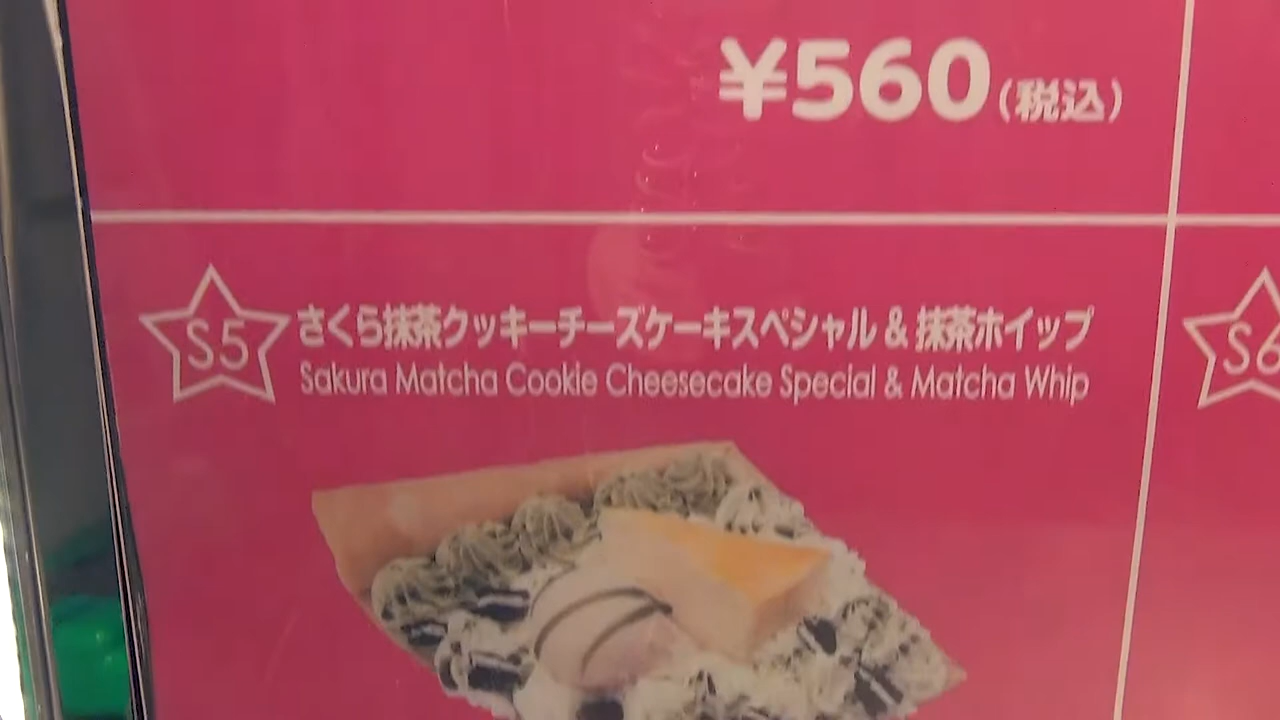 ¥560(税込)
S5
さくら抹茶クッキーチーズケーキスペシャル & 抹茶ホイップ
Sakura Matcha Cookie Cheesecake Special & Matcha Whip
S6